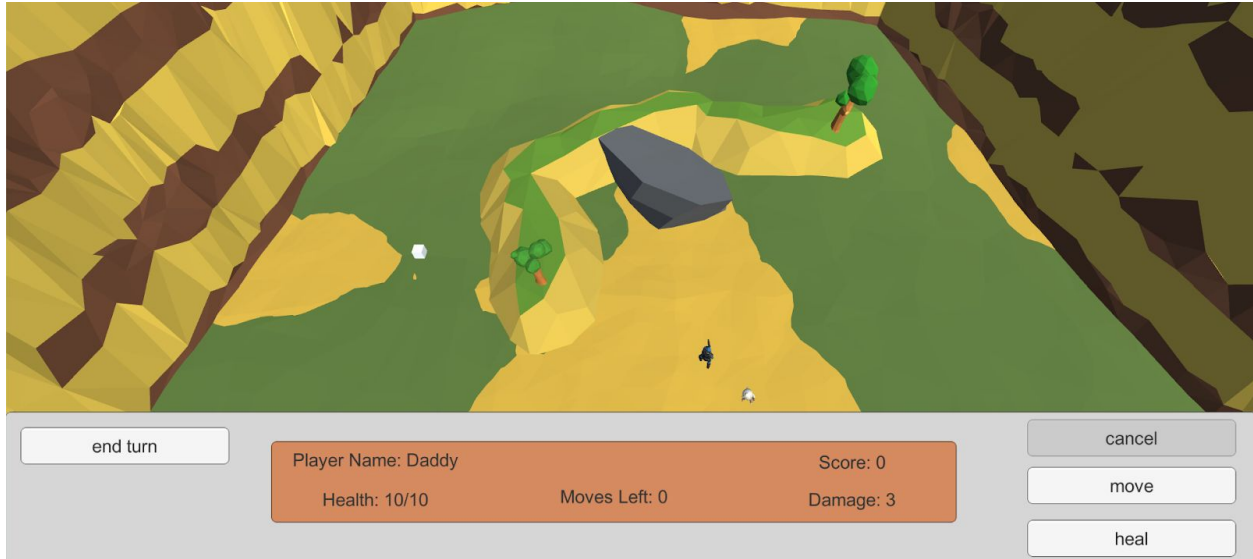 end turn
Player Name: Daddy
Score: 0
Health: 10/10
Moves Left: 0
Damage: 3
cancel
move
heal